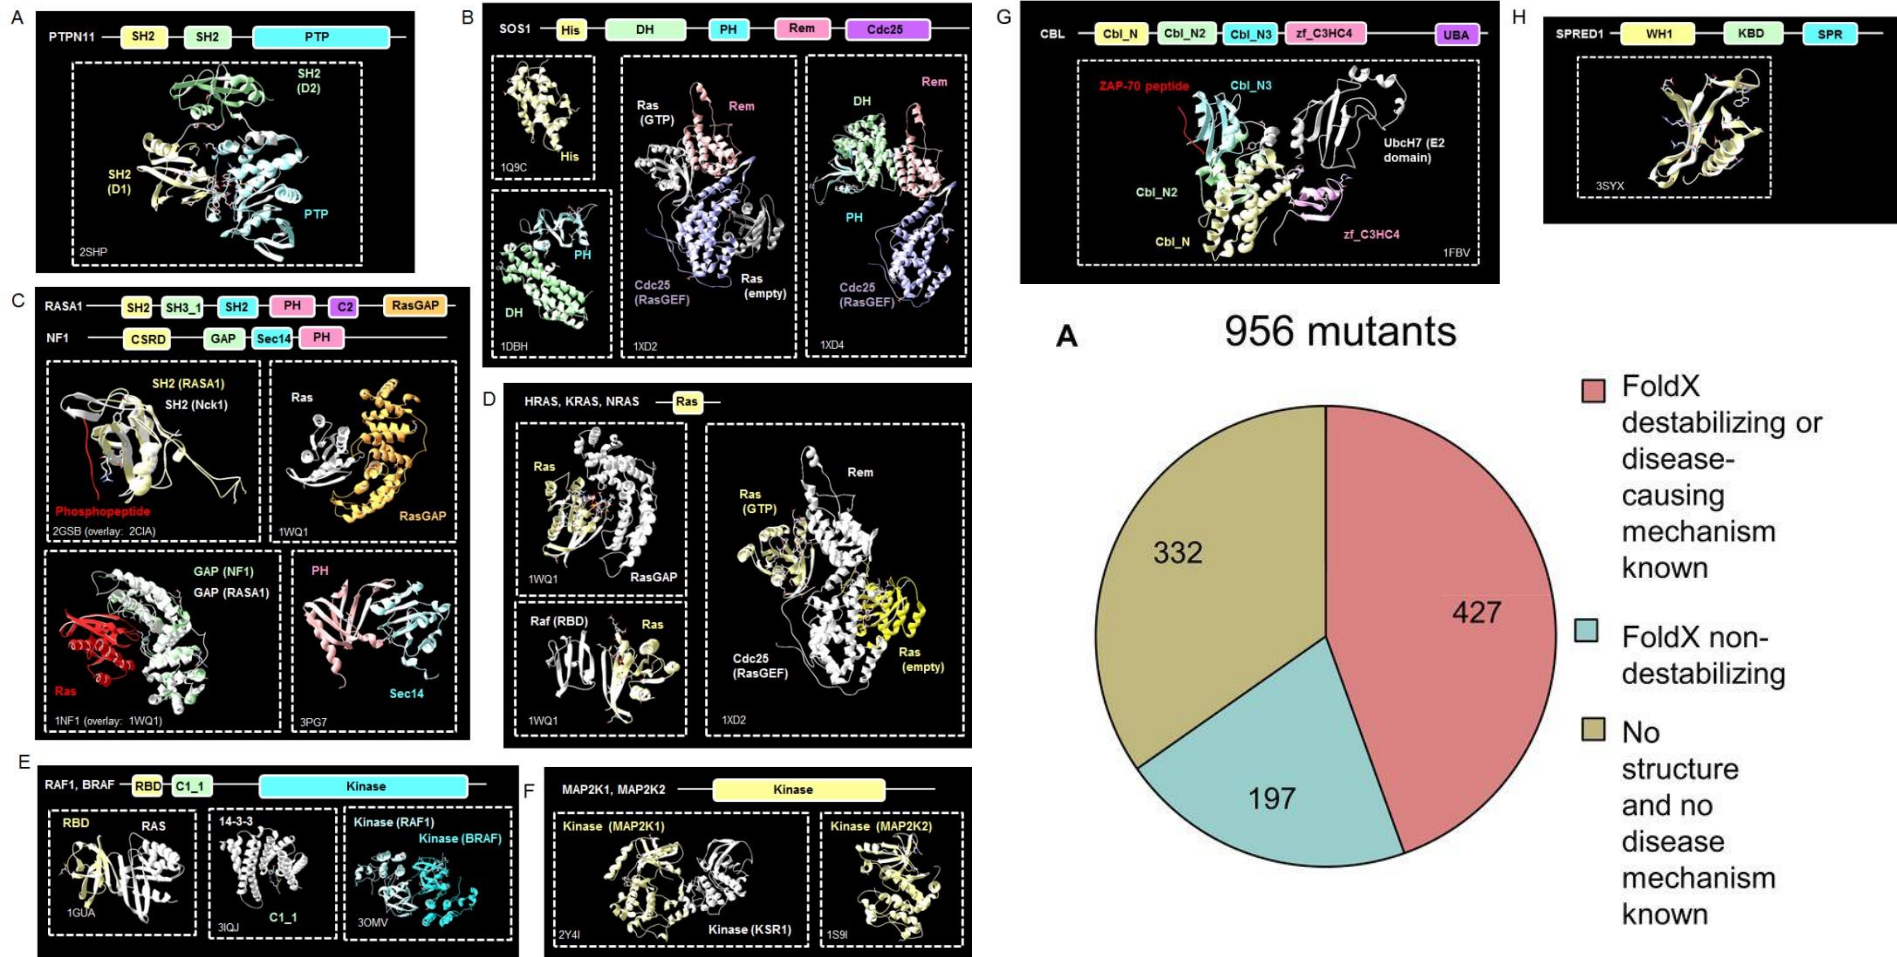 A
PTPN11
SH2
SH2
PTP
SH2
(D2)
SH2
(D1)
PTP
2SHP
B
SOS1
His
DH
PH
Rem
Cdc25
His
1Q9C
PH
DH
1DBH
Ras
(GTP)
Rem
Cdc25
(RasGEF)
Ras
(empty)
1XD2
DH
Rem
PH
Cdc25
(RasGEF)
1XD4
C
RASA1
SH2
SH3_1
SH2
PH
C2
RasGAP
NF1
CSRD
GAP
Sec14
PH
SH2 (RASA1)
SH2 (Nck1)
Phosphopeptide
2GSB (overlay: 2CIA)
Ras
RasGAP
1WQ1
GAP (NF1)
GAP (RASA1)
Ras
1NF1 (overlay: 1WQ1)
PH
Sec14
3PG7
D
HRAS, KRAS, NRAS
Ras
Ras
RasGAP
1WQ1
Raf (RBD)
Ras
1WQ1
Rem
Ras
(GTP)
Cdc25
(RasGEF)
Ras
(empty)
1XD2
E
RAF1, BRAF
RBD
C1_1
Kinase
RBD
RAS
1GUA
14-3-3
C1_1
3IQJ
Kinase (RAF1)
Kinase (BRAF)
3OMV
F
MAP2K1, MAP2K2
Kinase
Kinase (MAP2K1)
Kinase (KSR1)
2Y4I
Kinase (MAP2K2)
1S9I
G
CBL
Cbl_N
Cbl_N2
Cbl_N3
zf_C3HC4
UBA
ZAP-70 peptide
Cbl_N3
UbcH7 (E2
domain)
Cbl_N2
Cbl_N
zf_C3HC4
1FBV
H
SPRED1
WH1
KBD
SPR
3SYX
A
956 mutants
332
427
197
FoldX
destabilizing or
disease-
causing
mechanism
known
FoldX non-
destabilizing
No
structure
and no
disease
mechanism
known